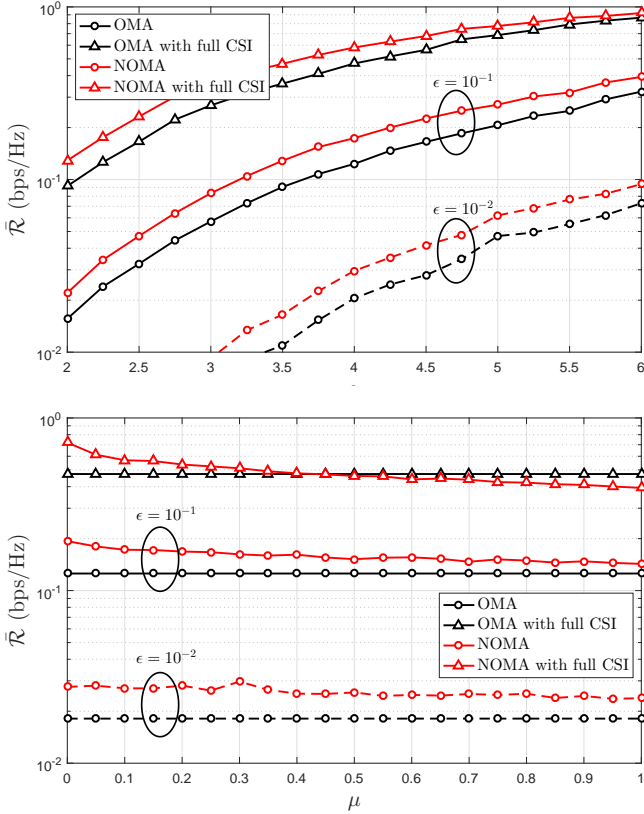 10^0
OMA
OMA with full CSI
NOMA
NOMA with full CSI
ϵ = 10^{-1}
R̄ (bps/Hz)
10^{-1}
ϵ = 10^{-2}
10^{-2}
2 2.5 3 3.5 4 4.5 5 5.5 6
10^0
ϵ = 10^{-1}
R̄ (bps/Hz)
10^{-1}
OMA
OMA with full CSI
NOMA
NOMA with full CSI
ϵ = 10^{-2}
10^{-2}
0 0.1 0.2 0.3 0.4 0.5 0.6 0.7 0.8 0.9 1
μ